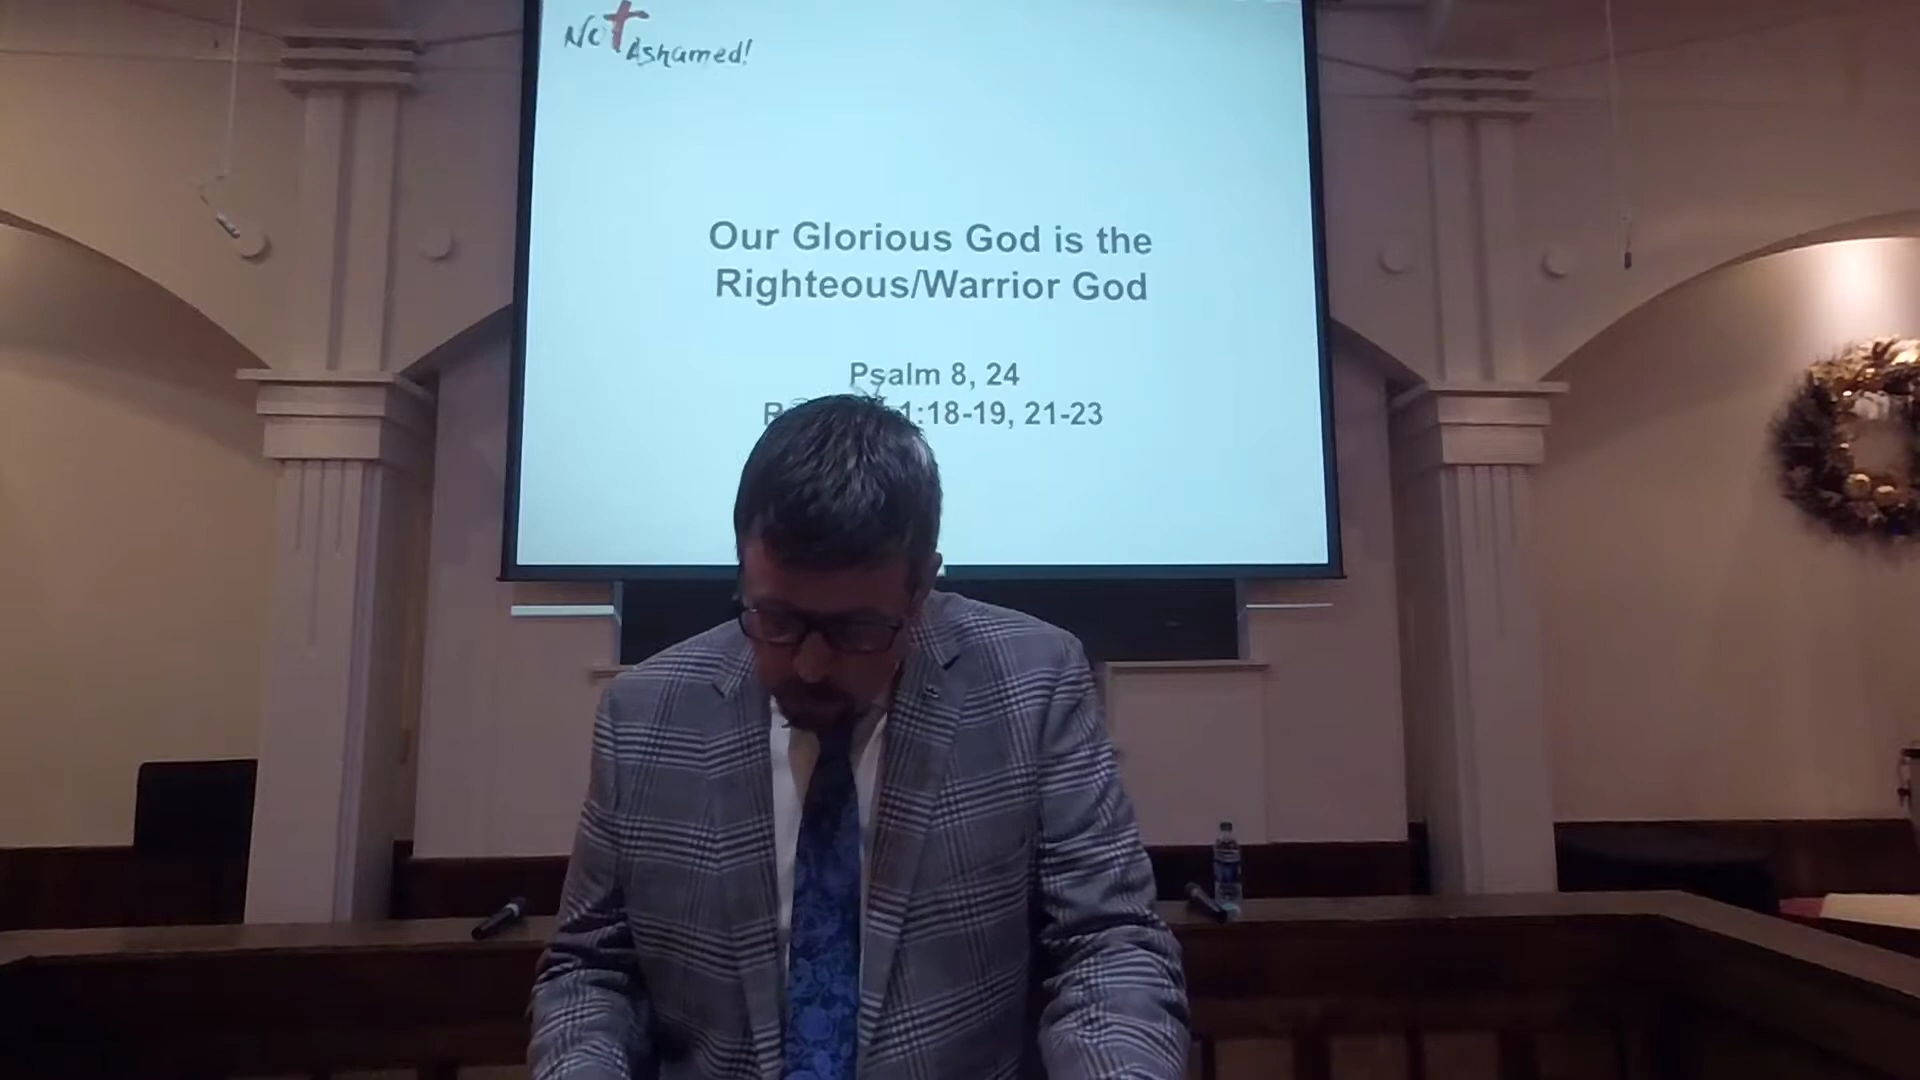 Not Ashamed!
Our Glorious God is the
Righteous/Warrior God
Psalm 8, 24
1:18-19, 21-23